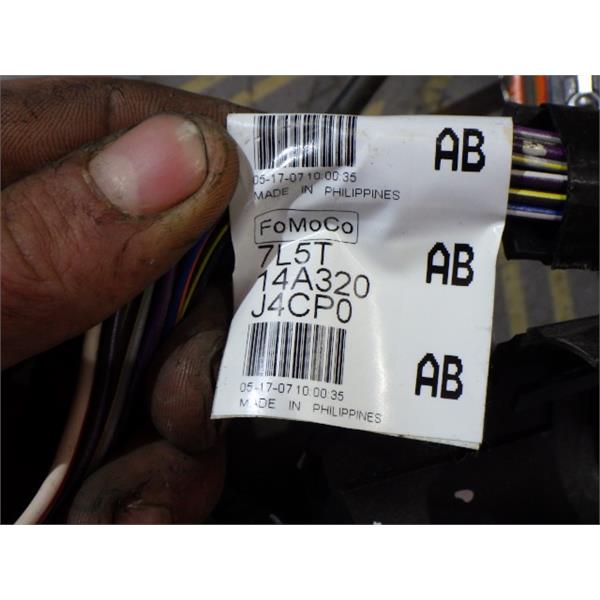 AB
05-17-07 10:00:35
MADE IN PHILIPPINES
FoMoCo
7L5T
14A320
J4CP0
AB
05-17-07 10:00:35
MADE IN PHILIPPINES
AB